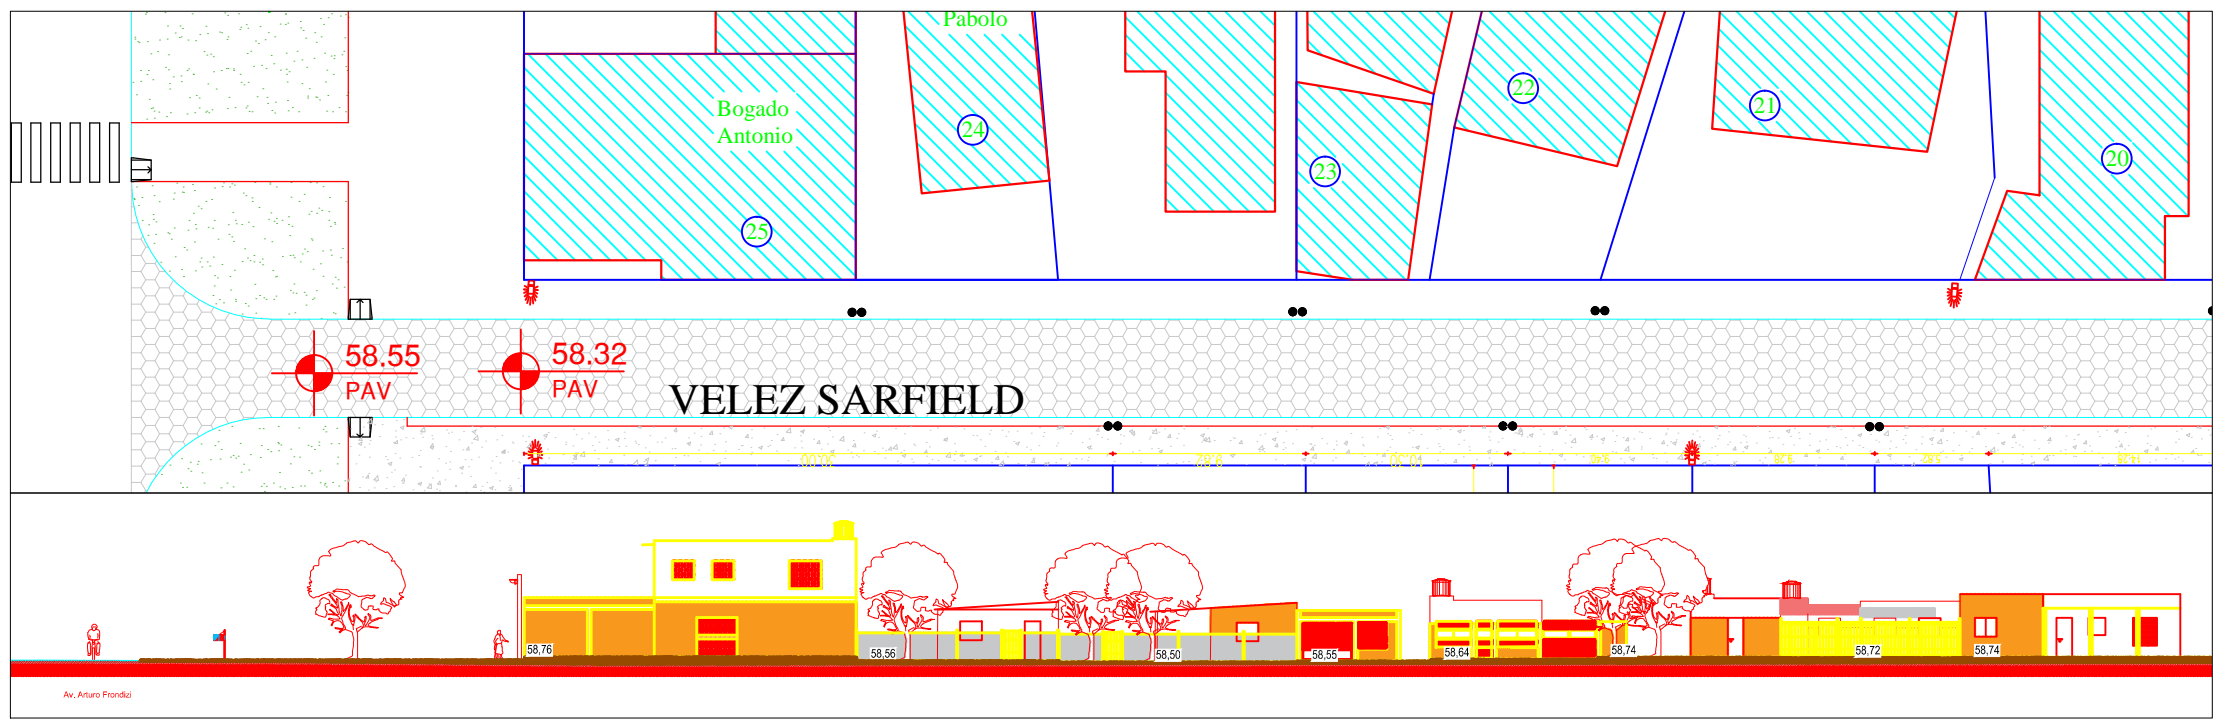 Pabolo
Bogado
Antonio
22
21
24
20
23
25
58.55
PAV
58.32
PAV
VELEZ SARFIELD
58,76
58,56
58,50
58,55
58,64
58,74
58,72
58,74
Av. Arturo Frondizi